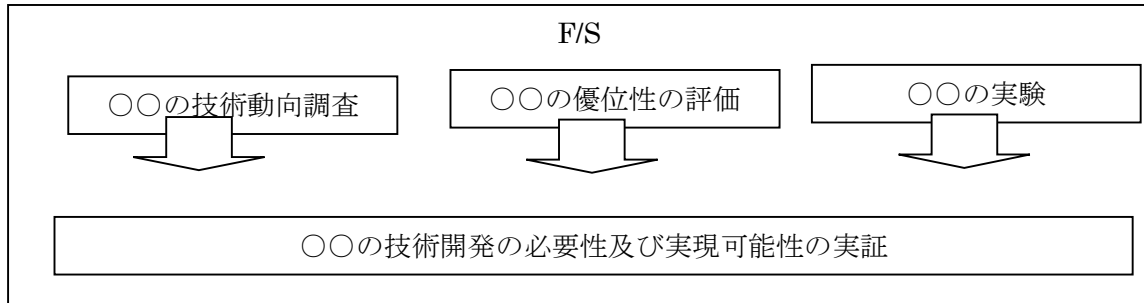 F/S
○○の技術動向調査
○○の優位性の評価
○○の実験
○○の技術開発の必要性及び実現可能性の実証